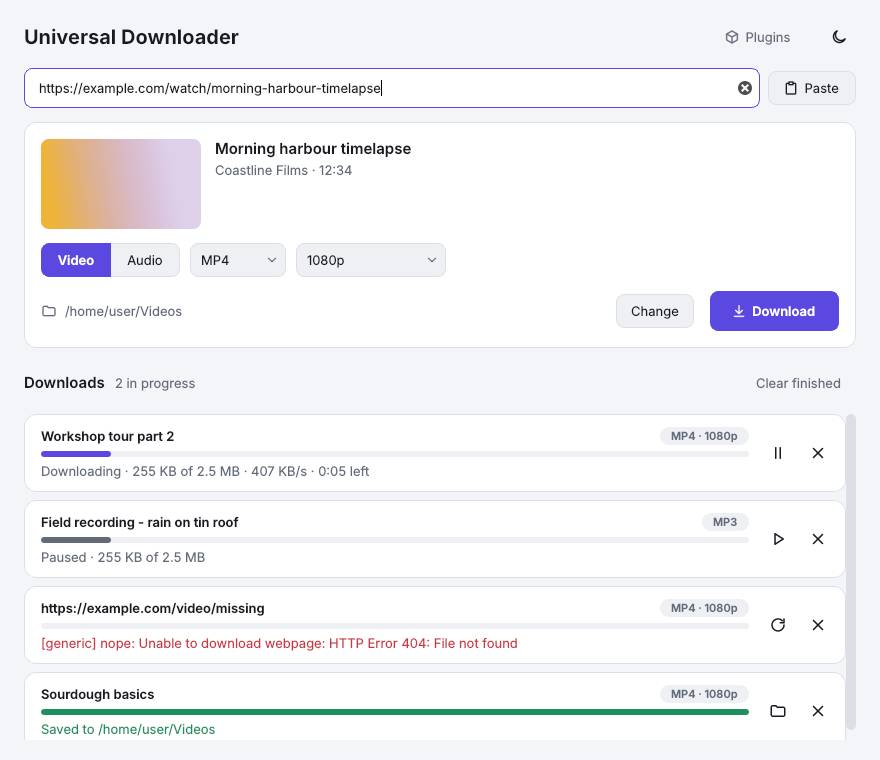 Universal Downloader
Plugins
https://example.com/watch/morning-harbour-timelapse
Paste
Morning harbour timelapse
Coastline Films · 12:34
Video
Audio
MP4
1080p
/home/user/Videos
Change
Download
Downloads
2 in progress
Clear finished
Workshop tour part 2
MP4 · 1080p
Downloading · 255 KB of 2.5 MB · 407 KB/s · 0:05 left
Field recording - rain on tin roof
MP3
Paused · 255 KB of 2.5 MB
https://example.com/video/missing
MP4 · 1080p
[generic] nope: Unable to download webpage: HTTP Error 404: File not found
Sourdough basics
MP4 · 1080p
Saved to /home/user/Videos